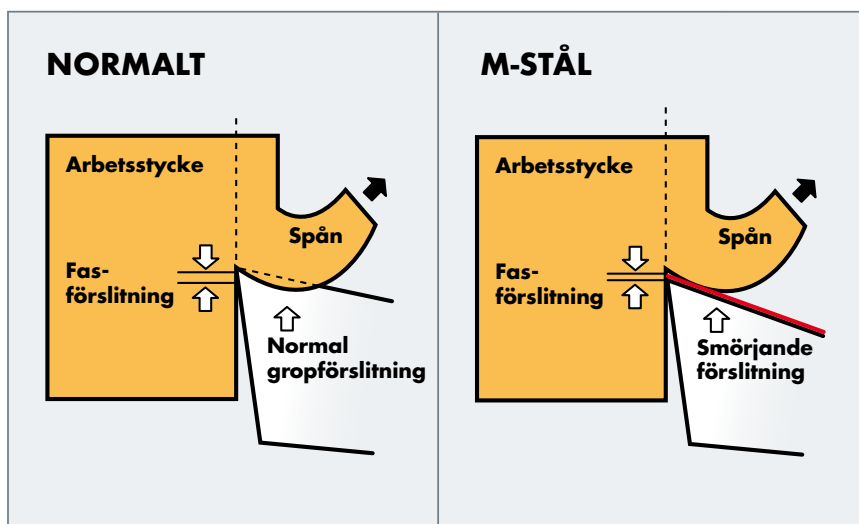 NORMALT
Arbetsstycke
Spån
Fas-
förslitning
Normal
gropförslitning
M-STÅL
Arbetsstycke
Spån
Fas-
förslitning
Smörjande
förslitning